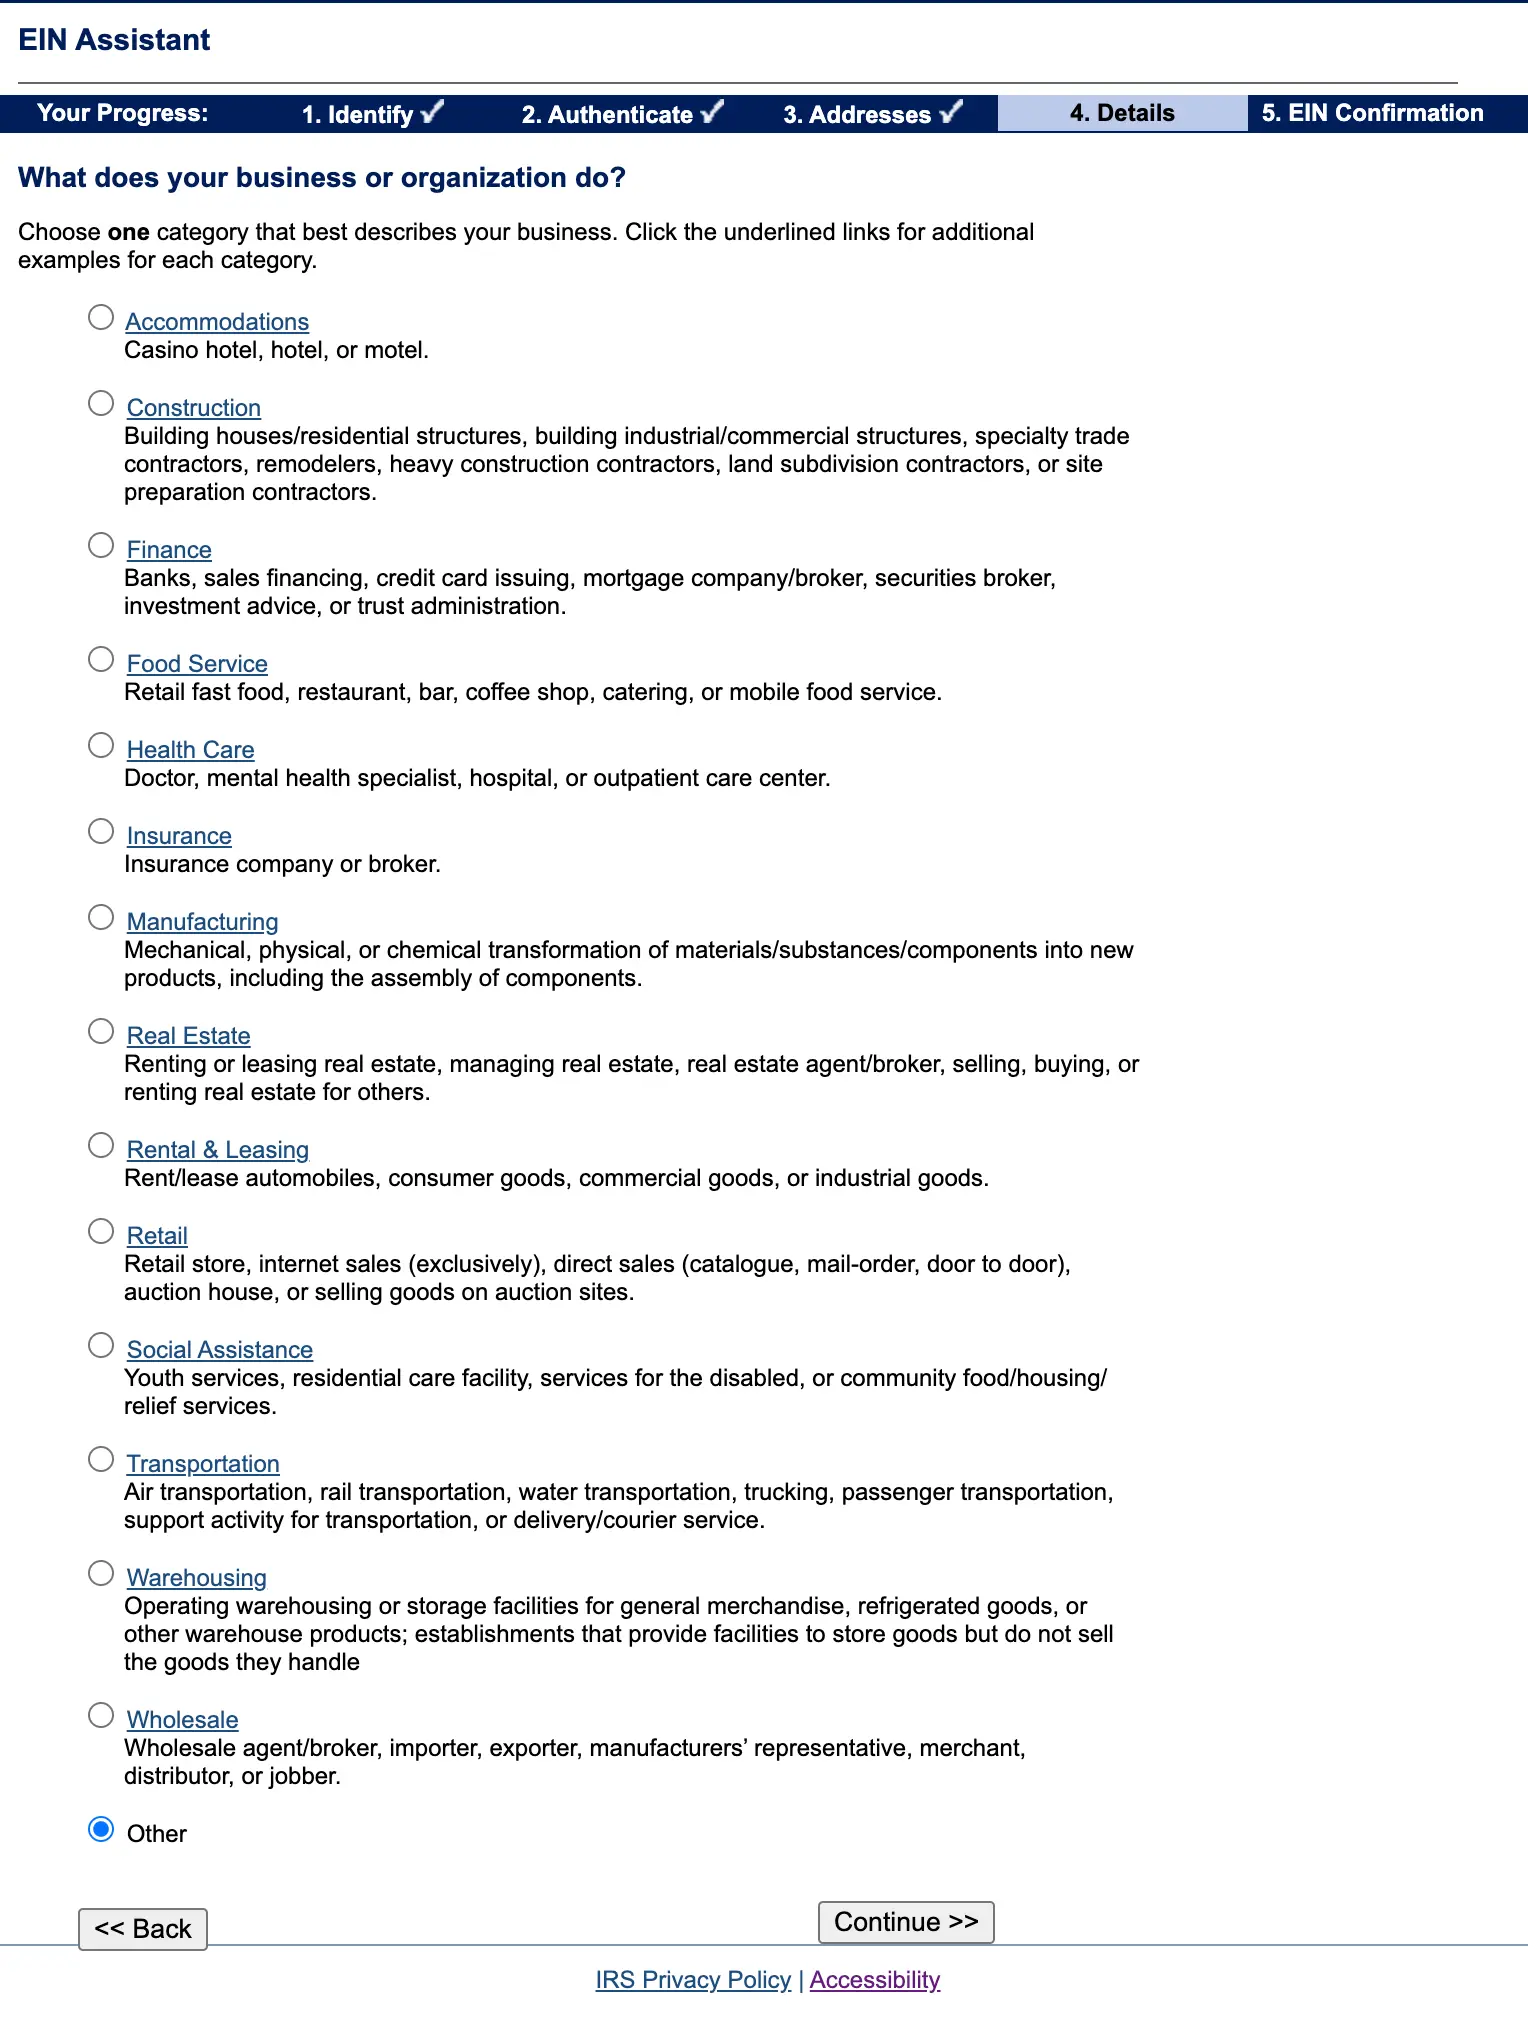 EIN Assistant
Your Progress: 1. Identify ✓ 2. Authenticate ✓ 3. Addresses ✓ 4. Details 5. EIN Confirmation
What does your business or organization do?
Choose one category that best describes your business. Click the underlined links for additional
examples for each category.
Accommodations
Casino hotel, hotel, or motel.
Construction
Building houses/residential structures, building industrial/commercial structures, specialty trade
contractors, remodelers, heavy construction contractors, land subdivision contractors, or site
preparation contractors.
Finance
Banks, sales financing, credit card issuing, mortgage company/broker, securities broker,
investment advice, or trust administration.
Food Service
Retail fast food, restaurant, bar, coffee shop, catering, or mobile food service.
Health Care
Doctor, mental health specialist, hospital, or outpatient care center.
Insurance
Insurance company or broker.
Manufacturing
Mechanical, physical, or chemical transformation of materials/substances/components into new
products, including the assembly of components.
Real Estate
Renting or leasing real estate, managing real estate, real estate agent/broker, selling, buying, or
renting real estate for others.
Rental & Leasing
Rent/lease automobiles, consumer goods, commercial goods, or industrial goods.
Retail
Retail store, internet sales (exclusively), direct sales (catalogue, mail-order, door to door),
auction house, or selling goods on auction sites.
Social Assistance
Youth services, residential care facility, services for the disabled, or community food/housing/
relief services.
Transportation
Air transportation, rail transportation, water transportation, trucking, passenger transportation,
support activity for transportation, or delivery/courier service.
Warehousing
Operating warehousing or storage facilities for general merchandise, refrigerated goods, or
other warehouse products; establishments that provide facilities to store goods but do not sell
the goods they handle
Wholesale
Wholesale agent/broker, importer, exporter, manufacturers’ representative, merchant,
distributor, or jobber.
Other
<< Back Continue >>
IRS Privacy Policy | Accessibility